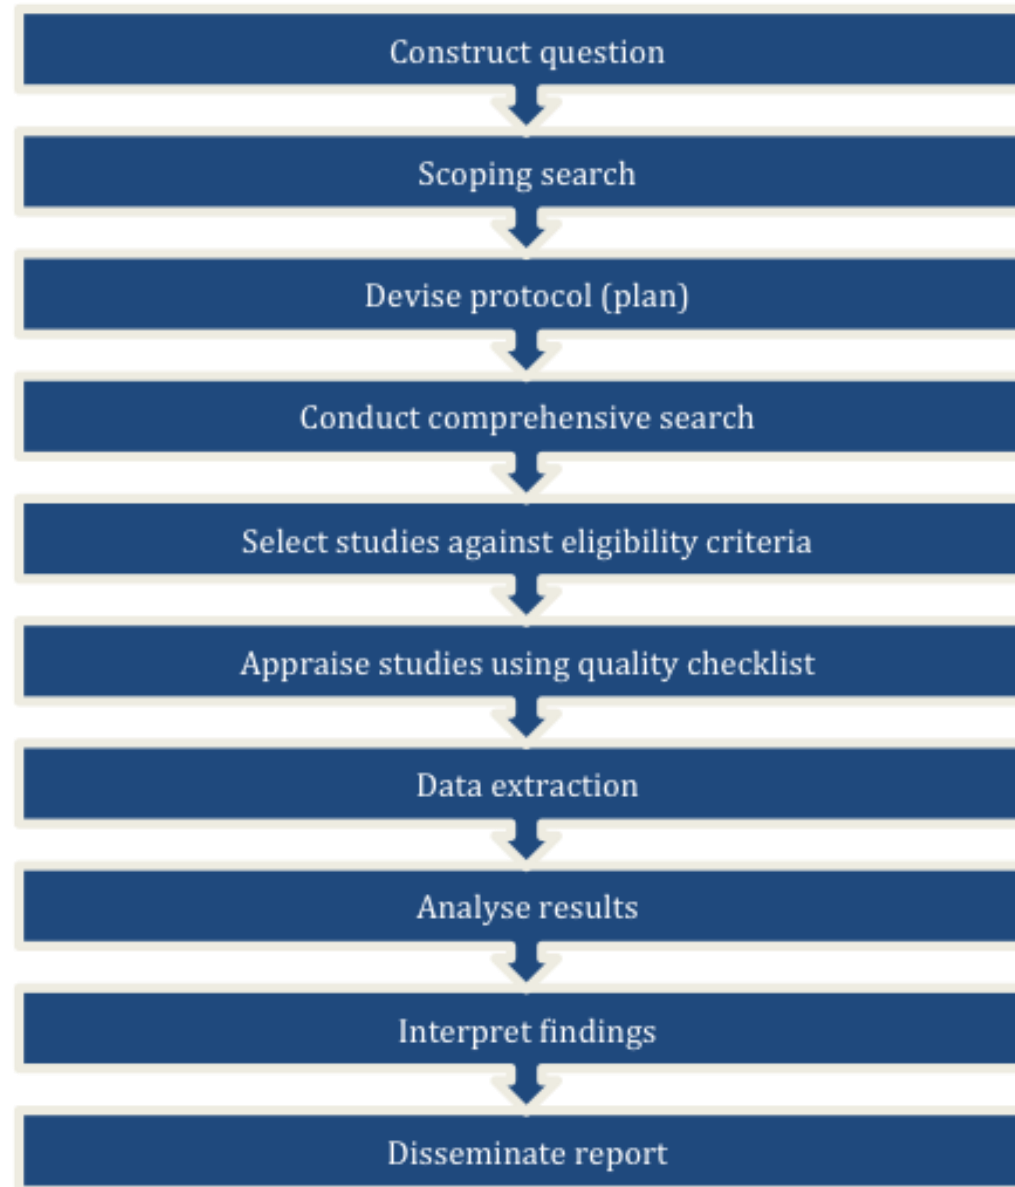 Construct question
Scoping search
Devise protocol (plan)
Conduct comprehensive search
Select studies against eligibility criteria
Appraise studies using quality checklist
Data extraction
Analyse results
Interpret findings
Disseminate report